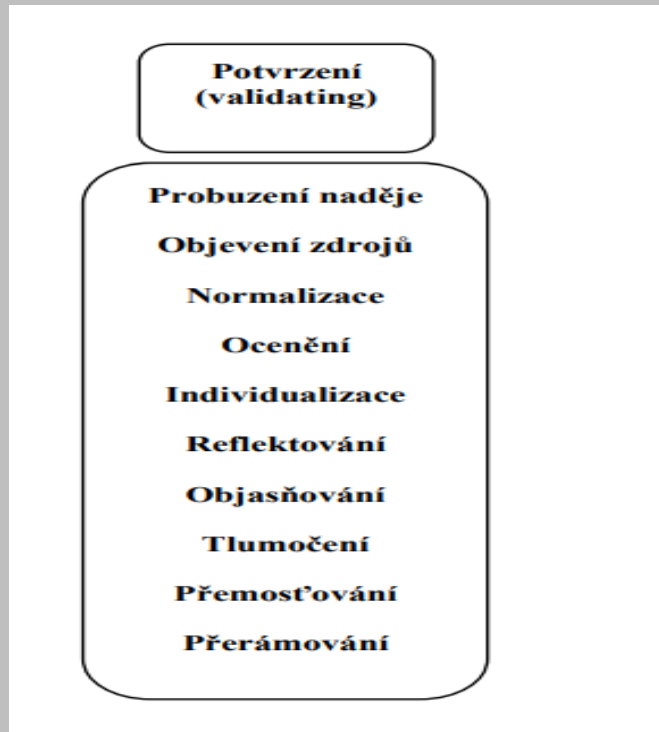 Potvrzení
(validating)
Probuzení naděje
Objevení zdrojů
Normalizace
Ocenění
Individualizace
Reflektování
Objasňování
Tlumočení
Přemosťování
Přerámování